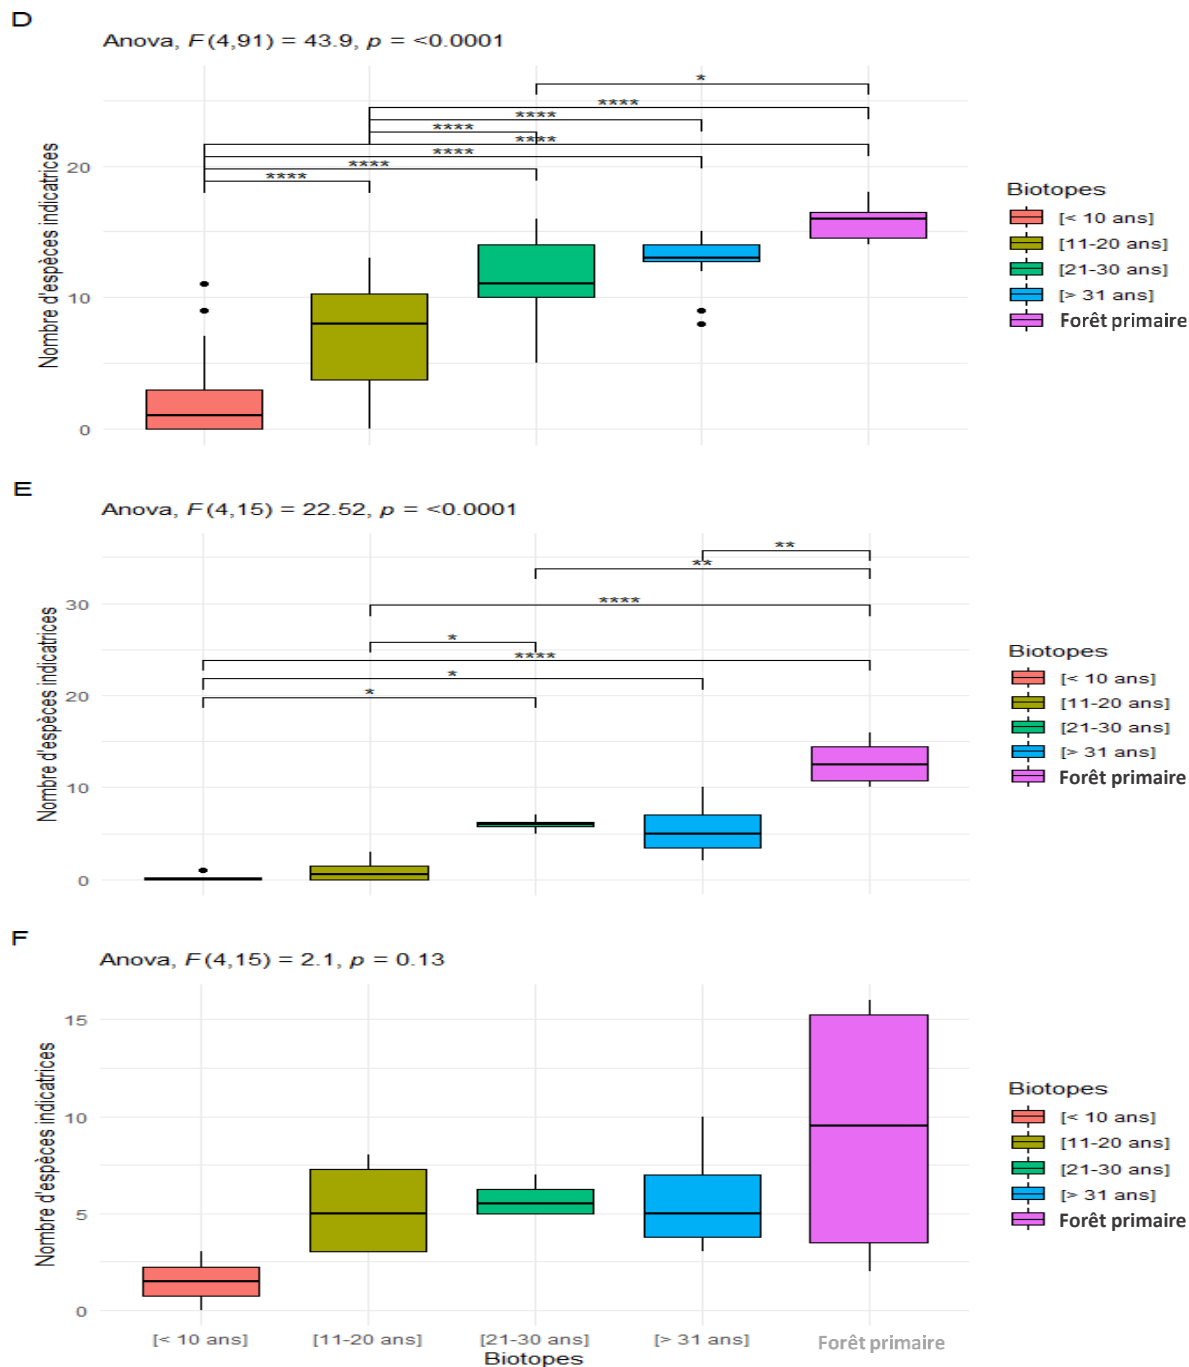 D
Anova, F(4,91) = 43.9, p = <0.0001
*
****
****
****
****
****
****
****
Nombre d'espèces indicatrices
20
10
0
Biotopes
[< 10 ans]
[11-20 ans]
[21-30 ans]
[> 31 ans]
Forêt primaire
E
Anova, F(4,15) = 22.52, p = <0.0001
**
**
****
*
****
*
*
Nombre d'espèces indicatrices
30
20
10
0
Biotopes
[< 10 ans]
[11-20 ans]
[21-30 ans]
[> 31 ans]
Forêt primaire
F
Anova, F(4,15) = 2.1, p = 0.13
Nombre d'espèces indicatrices
15
10
5
0
Biotopes
[< 10 ans]
[11-20 ans]
[21-30 ans]
[> 31 ans]
Forêt primaire
[< 10 ans] [11-20 ans] [21-30 ans] [> 31 ans] Forêt primaire
Biotopes